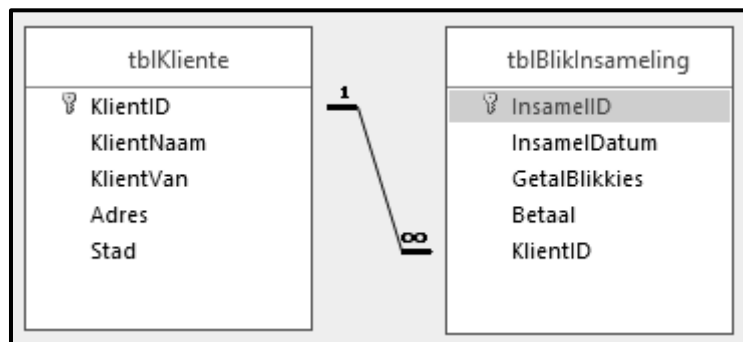 tblKliente
KlientID
KlientNaam
KlientVan
Adres
Stad
1
∞
tblBlikInsameling
InsamelID
InsamelDatum
GetalBlikkies
Betaal
KlientID